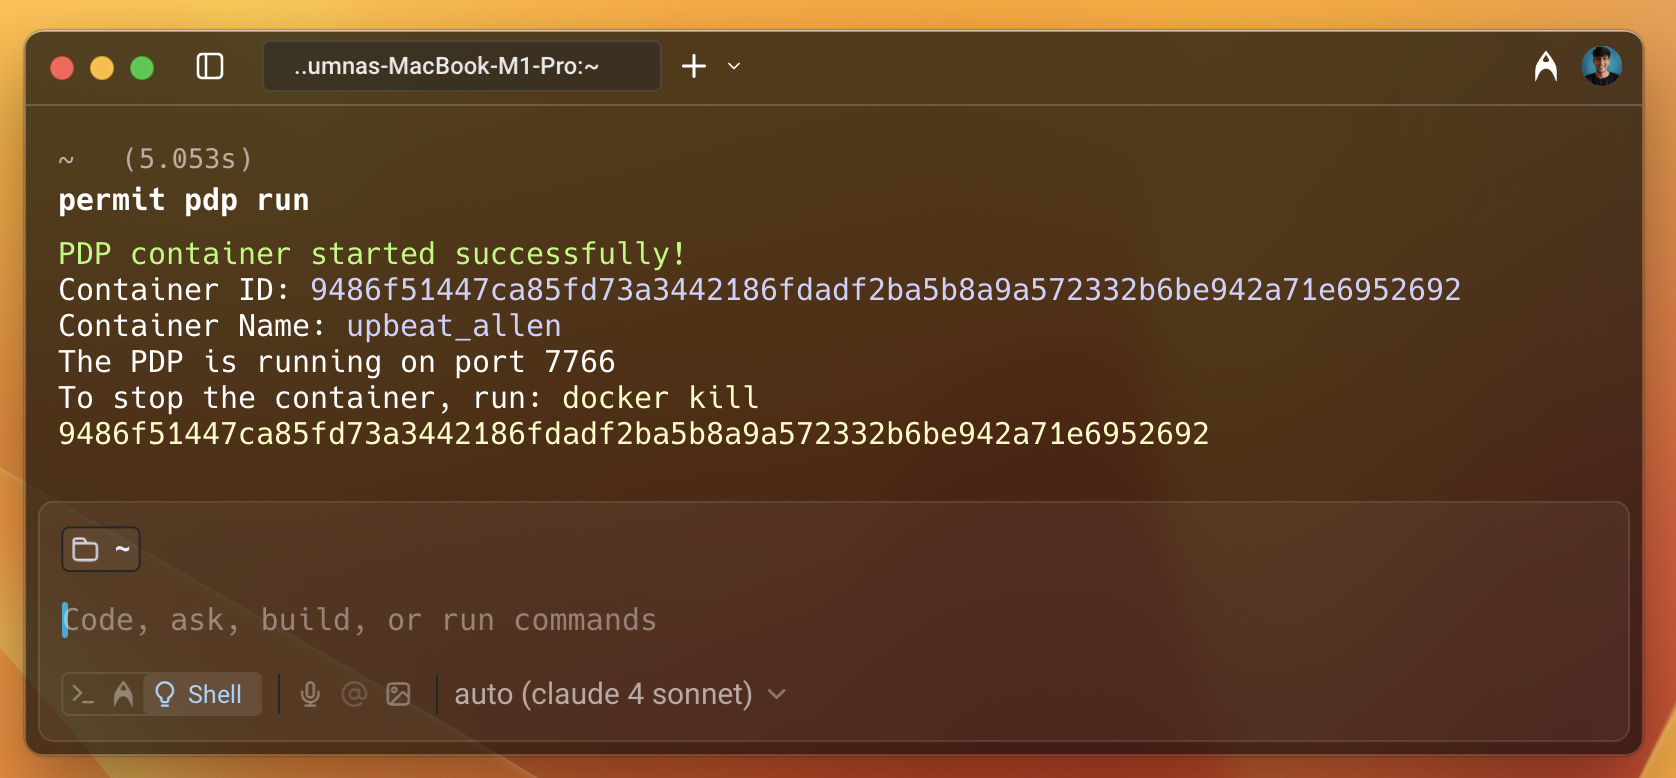 ..umnas-MacBook-M1-Pro:~
~ (5.053s)
permit pdp run
PDP container started successfully!
Container ID: 9486f51447ca85fd73a3442186fdadf2ba5b8a9a572332b6be942a71e6952692
Container Name: upbeat_allen
The PDP is running on port 7766
To stop the container, run: docker kill
9486f51447ca85fd73a3442186fdadf2ba5b8a9a572332b6be942a71e6952692
~
Code, ask, build, or run commands
>_ Shell @ auto (claude 4 sonnet)